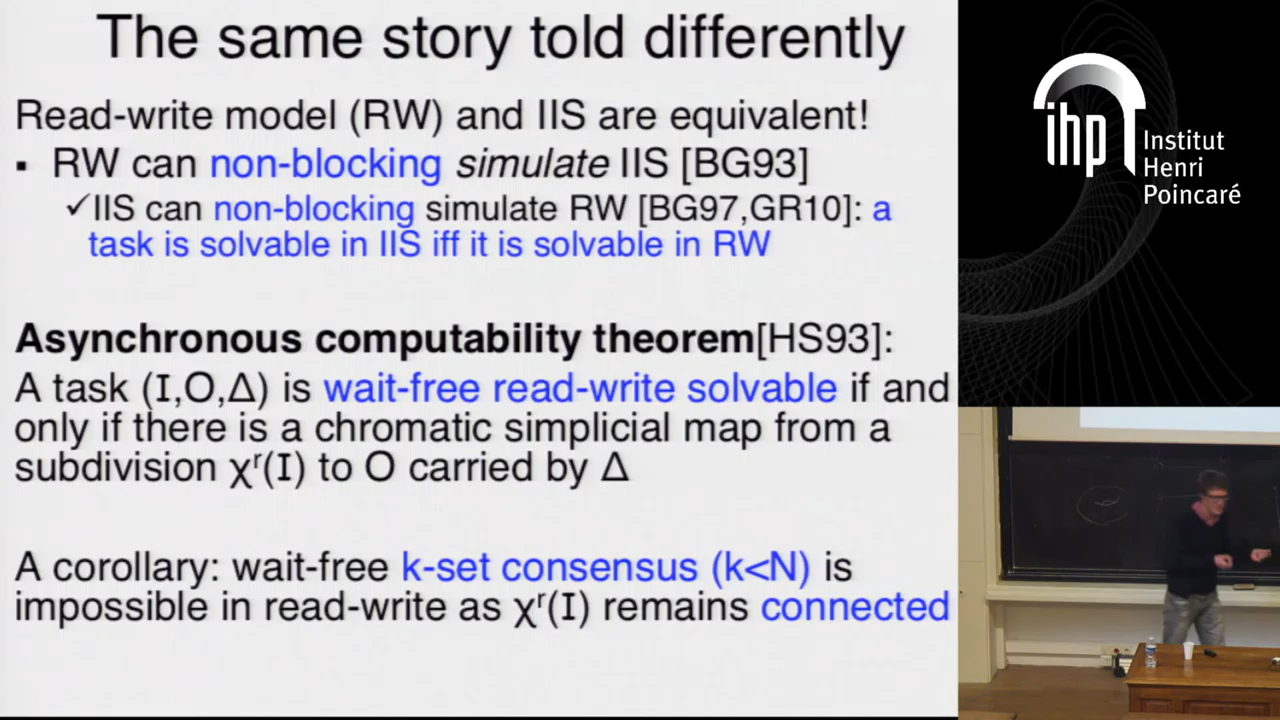 The same story told differently
Read-write model (RW) and IIS are equivalent!
▪ RW can non-blocking simulate IIS [BG93]
✓IIS can non-blocking simulate RW [BG97,GR10]: a
task is solvable in IIS iff it is solvable in RW
Asynchronous computability theorem[HS93]:
A task (I,O,Δ) is wait-free read-write solvable if and
only if there is a chromatic simplicial map from a
subdivision χʳ(I) to O carried by Δ
A corollary: wait-free k-set consensus (k<N) is
impossible in read-write as χʳ(I) remains connected
ihp
Institut
Henri
Poincaré